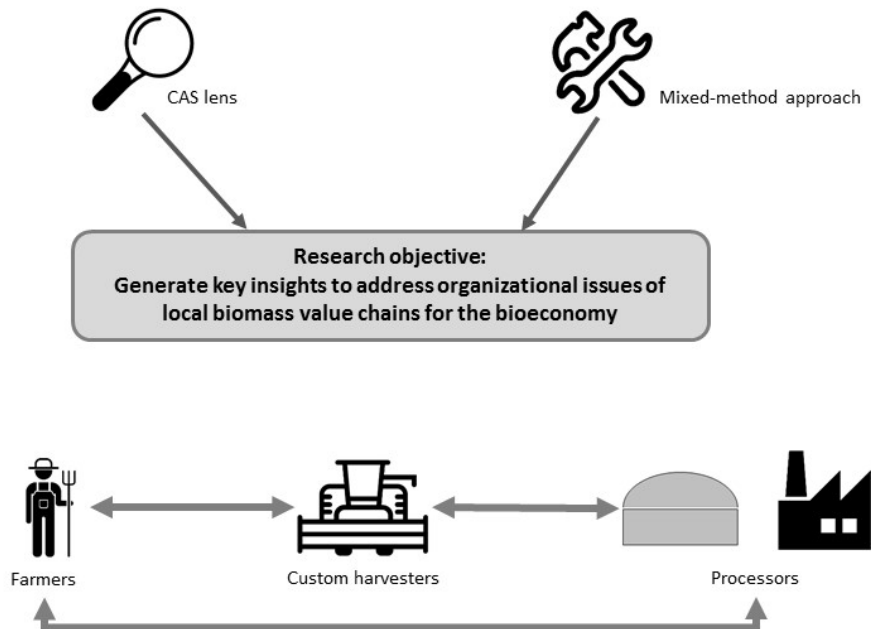 CAS lens
Mixed-method approach
Research objective:
Generate key insights to address organizational issues of
local biomass value chains for the bioeconomy
Farmers
Custom harvesters
Processors